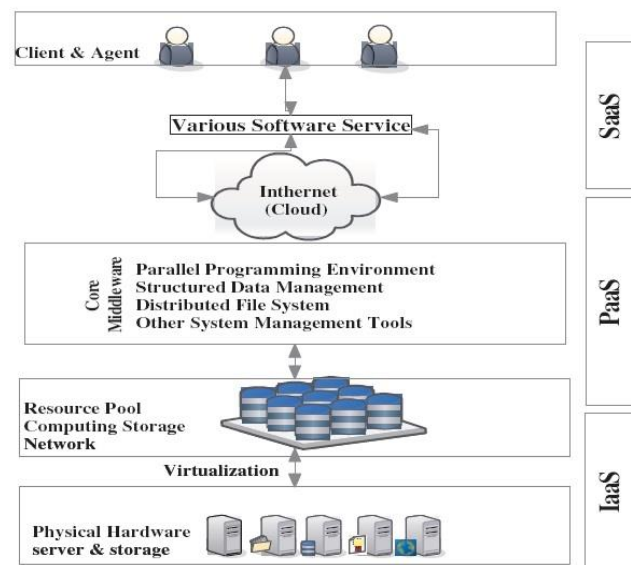 Client & Agent
Various Software Service
Inthernet
(Cloud)
Core
Middleware
Parallel Programming Environment
Structured Data Management
Distributed File System
Other System Management Tools
Resource Pool
Computing Storage
Network
Virtualization
Physical Hardware
server & storage
SaaS
PaaS
IaaS